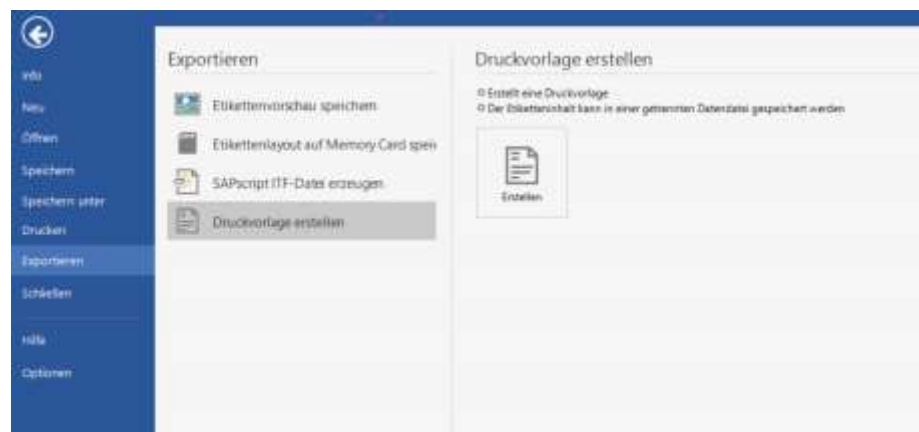 Info
Neu
Öffnen
Speichern
Speichern unter
Drucken
Exportieren
Schließen
Hilfe
Optionen
Exportieren
Etikettenvorschau speichern
Etikettenlayout auf Memory Card speic
SAPscript ITF-Datei erzeugen
Druckvorlage erstellen
Druckvorlage erstellen
Erstellt eine Druckvorlage
Der Etiketteninhalt kann in einer getrennten Datendatei gespeichert werden
Erstellen